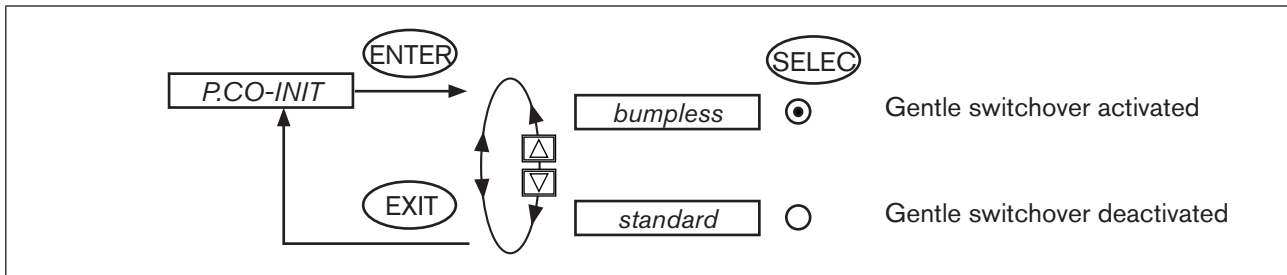 P.CO-INIT
ENTER
SELEC
bumpless
Gentle switchover activated
EXIT
standard
Gentle switchover deactivated